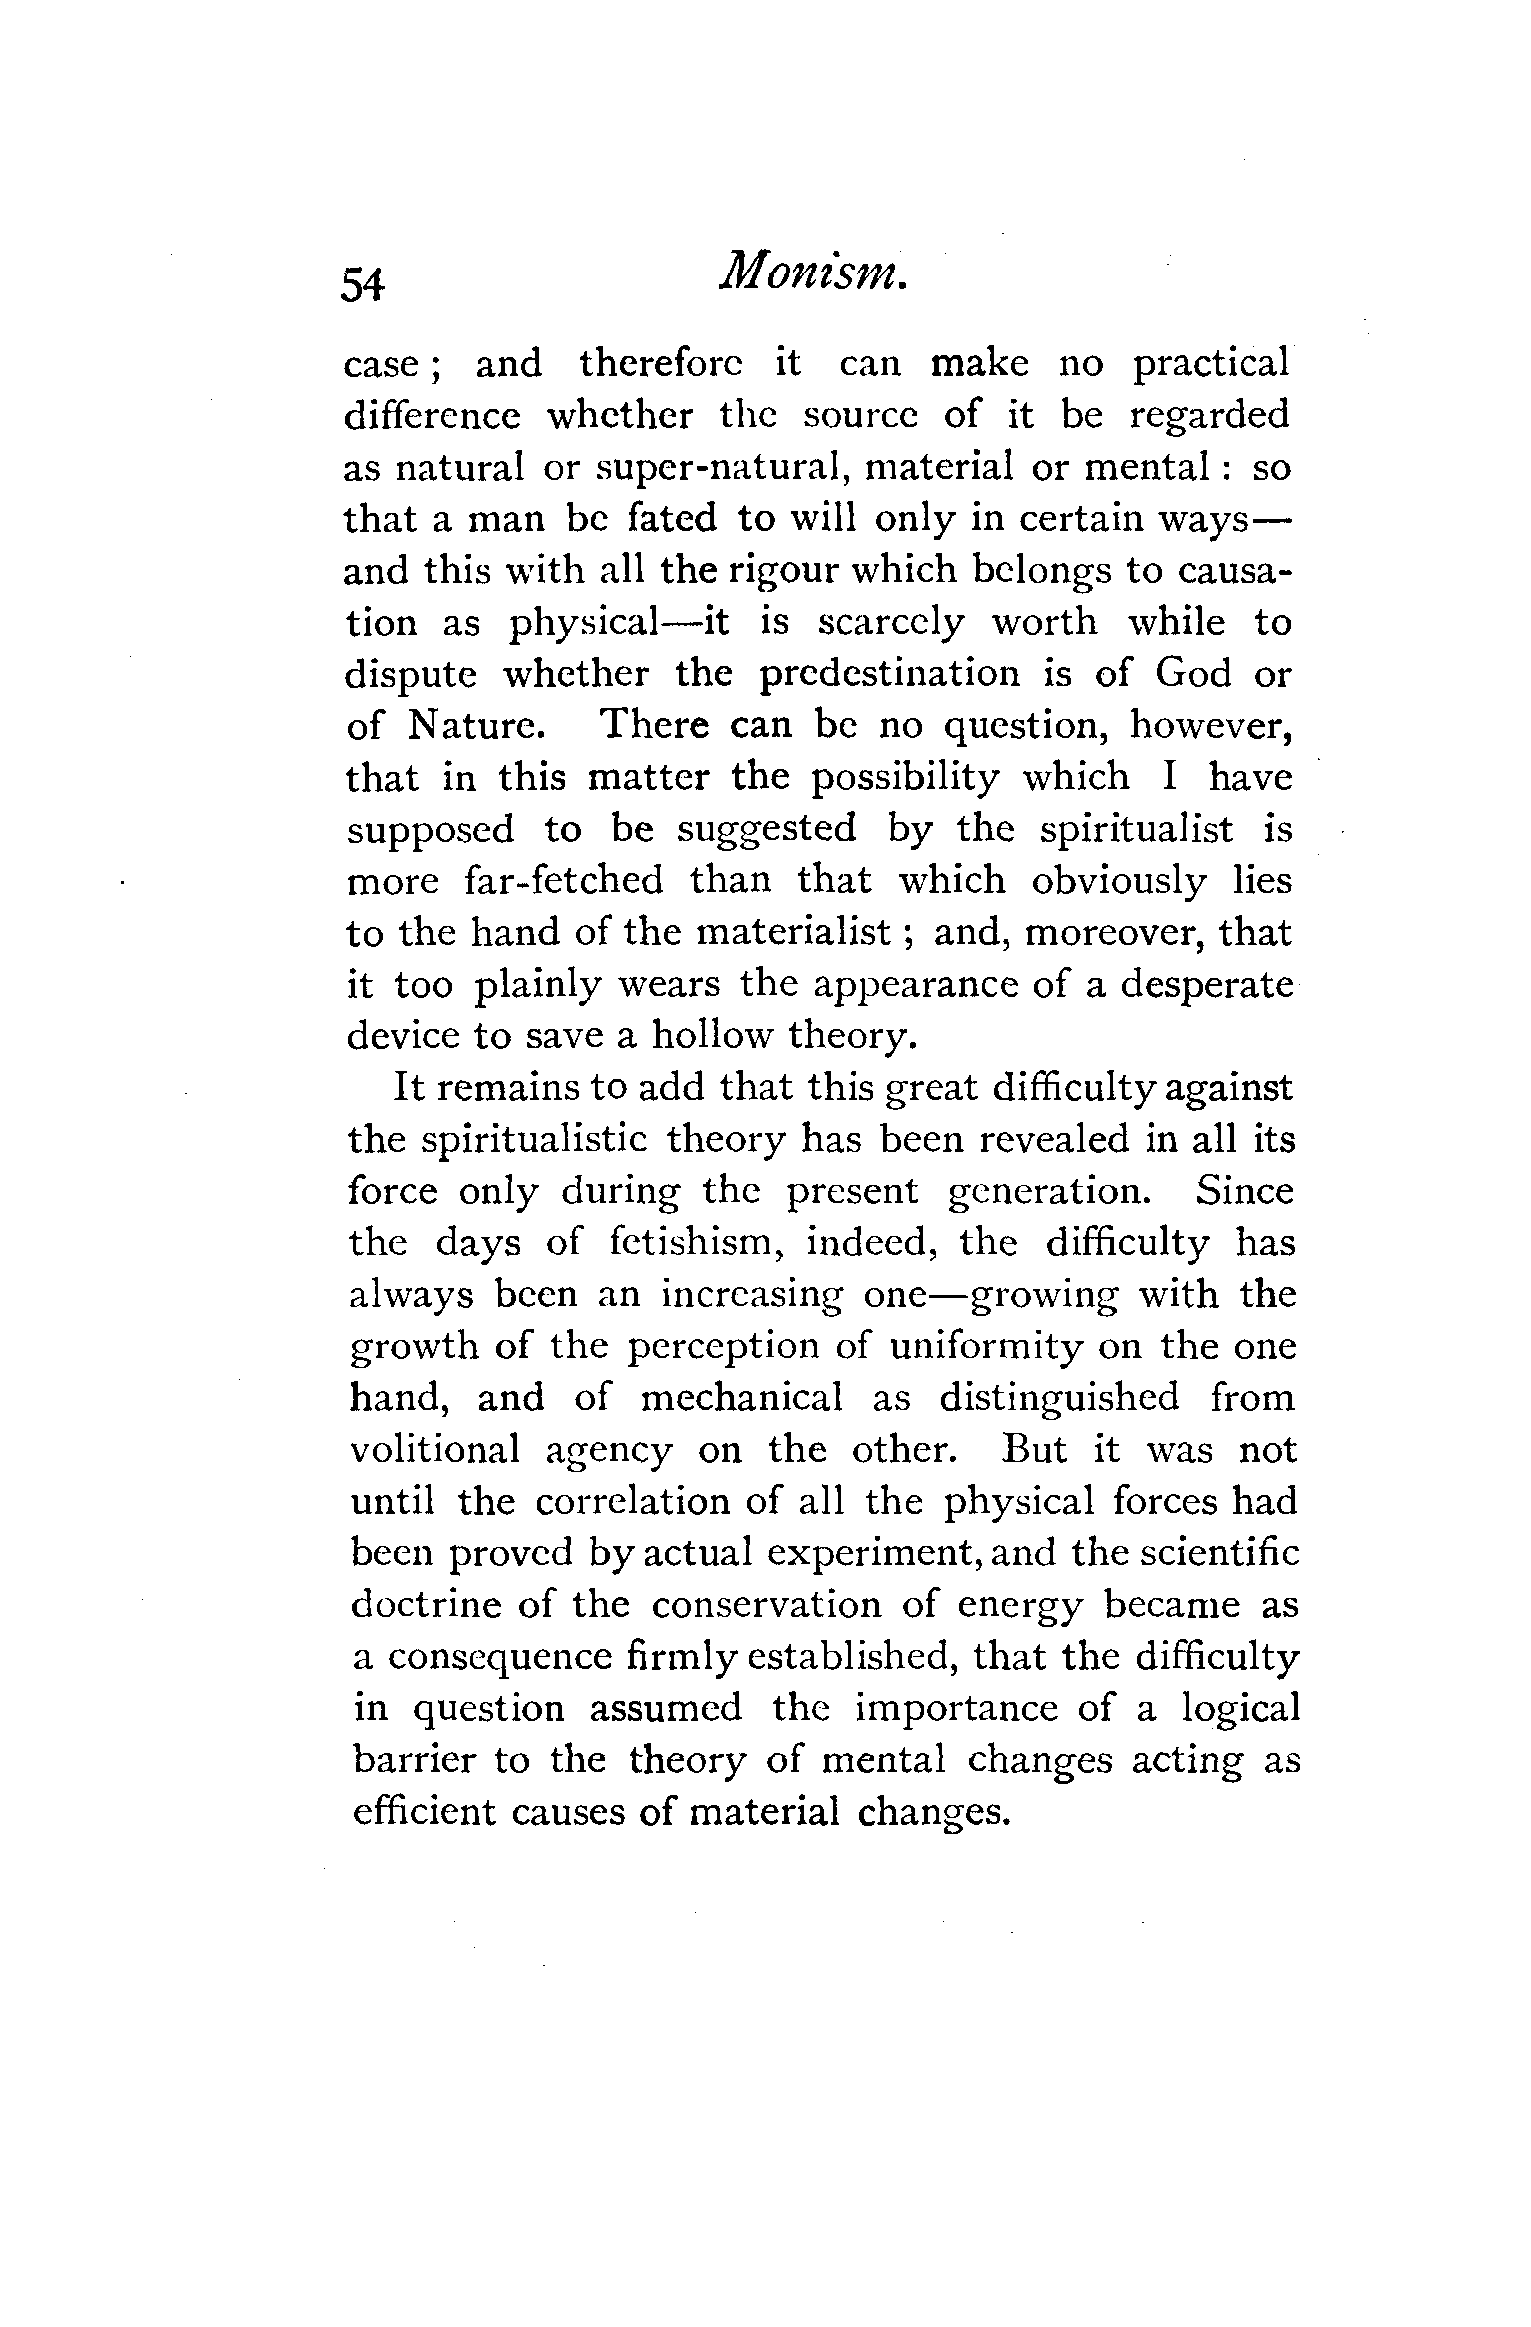 54
Monism.
case ; and therefore it can make no practical
difference whether the source of it be regarded
as natural or super-natural, material or mental : so
that a man be fated to will only in certain ways—
and this with all the rigour which belongs to causa-
tion as physical—it is scarcely worth while to
dispute whether the predestination is of God or
of Nature. There can be no question, however,
that in this matter the possibility which I have
supposed to be suggested by the spiritualist is
more far-fetched than that which obviously lies
to the hand of the materialist ; and, moreover, that
it too plainly wears the appearance of a desperate
device to save a hollow theory.
It remains to add that this great difficulty against
the spiritualistic theory has been revealed in all its
force only during the present generation. Since
the days of fetishism, indeed, the difficulty has
always been an increasing one—growing with the
growth of the perception of uniformity on the one
hand, and of mechanical as distinguished from
volitional agency on the other. But it was not
until the correlation of all the physical forces had
been proved by actual experiment, and the scientific
doctrine of the conservation of energy became as
a consequence firmly established, that the difficulty
in question assumed the importance of a logical
barrier to the theory of mental changes acting as
efficient causes of material changes.